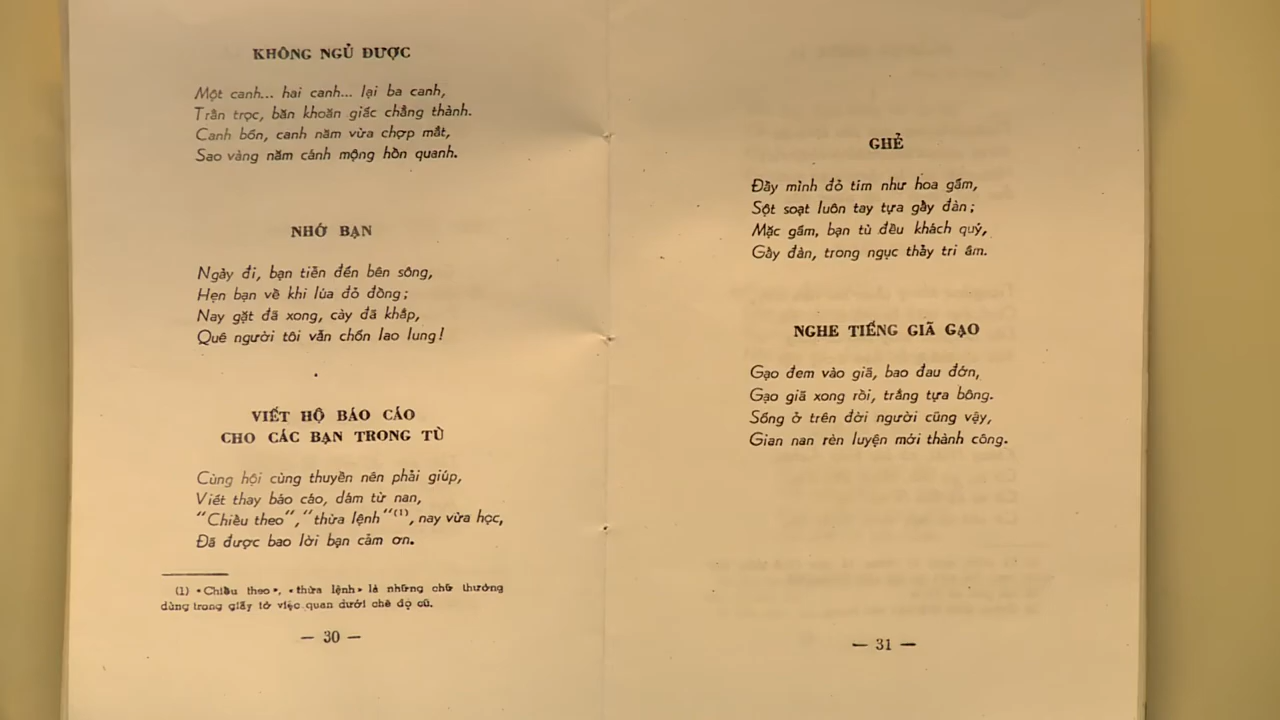 KHÔNG NGỦ ĐƯỢC
Một canh... hai canh... lại ba canh,
Trằn trọc, băn khoăn giấc chẳng thành.
Canh bốn, canh năm vừa chợp mắt,
Sao vàng năm cánh mộng hồn quanh.
NHỚ BẠN
Ngày đi, bạn tiễn đến bên sông,
Hẹn bạn về khi lúa đỏ đồng;
Nay gặt đã xong, cày đã khắp,
Quê người tôi vẫn chốn lao lung!
VIẾT HỘ BÁO CÁO
CHO CÁC BẠN TRONG TÙ
Cùng hội cùng thuyền nên phải giúp,
Viết thay báo cáo, dám từ nan,
“Chiều theo”, “thừa lệnh”(1), nay vừa học,
Đã được bao lời bạn cảm ơn.
(1) «Chiều theo», «thừa lệnh» là những chữ thường
dùng trong giấy tờ việc quan dưới chế độ cũ.
— 30 —
GHẺ
Đầy mình đỏ tím như hoa gấm,
Sột soạt luôn tay tựa gảy đàn;
Mặc gấm, bạn tù đều khách quý,
Gảy đàn, trong ngục thảy tri âm.
NGHE TIẾNG GIÃ GẠO
Gạo đem vào giã, bao đau đớn,
Gạo giã xong rồi, trắng tựa bông.
Sống ở trên đời người cũng vậy,
Gian nan rèn luyện mới thành công.
— 31 —